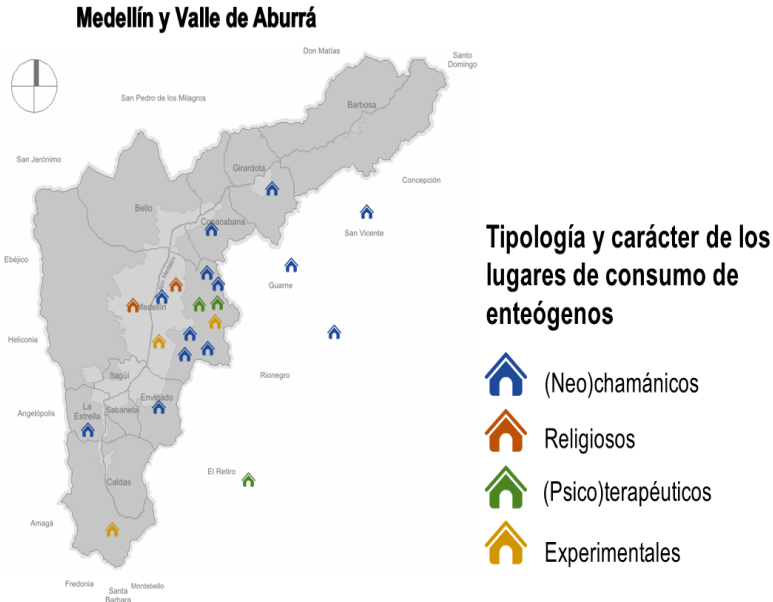 Medellín y Valle de Aburrá
Don Matías
Santo
Domingo
Barbosa
San Pedro de los Milagros
San Jerónimo
Girardota
Concepción
Bello
Copacabana
San Vicente
Ebéjico
Guarne
Medellín
Heliconia
Itagüí
Rionegro
Envigado
La
Estrella
Sabaneta
Angelópolis
El Retiro
Caldas
Amagá
Fredonia
Santa
Barbara
Montebello
Tipología y carácter de los
lugares de consumo de
enteógenos
(Neo)chamánicos
Religiosos
(Psico)terapéuticos
Experimentales